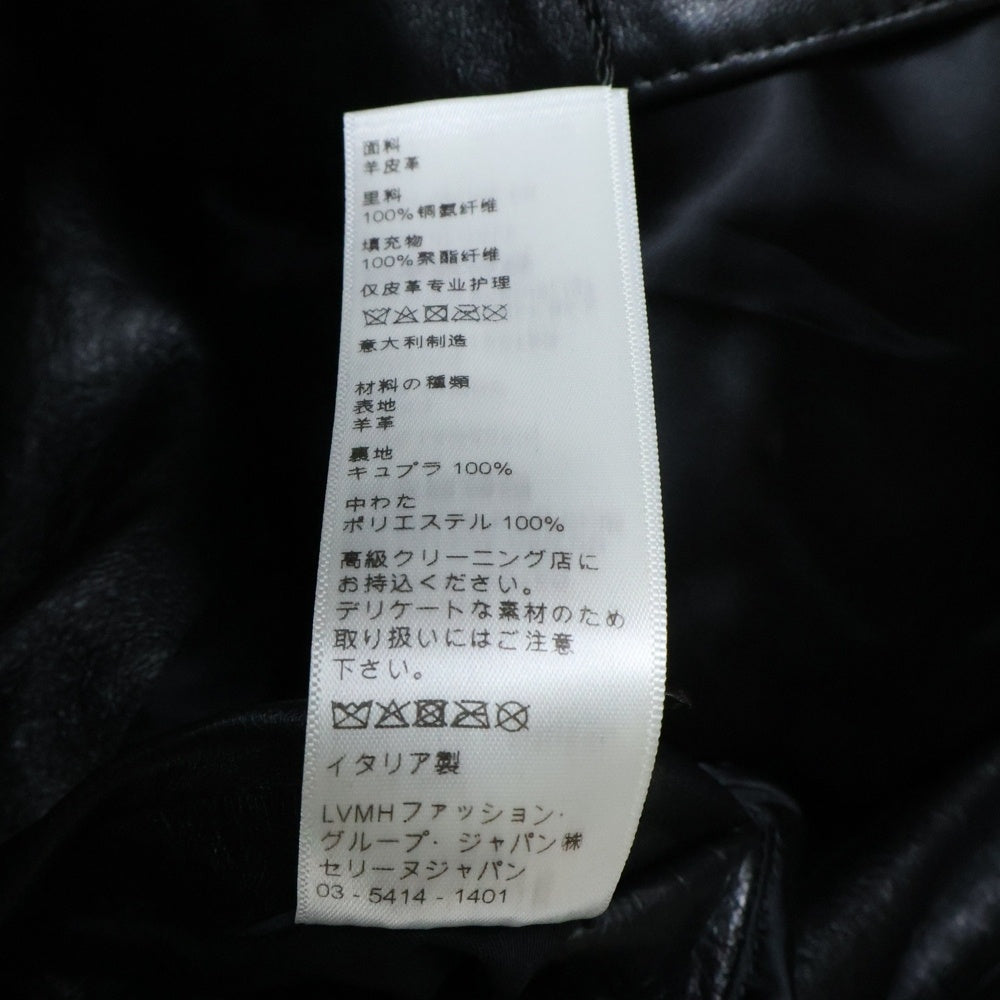 面料
羊皮革
里料
100%铜氨纤维
填充物
100%聚酯纤维
仅皮革专业护理
意大利制造
材料の種類
表地
羊革
裏地
キュプラ 100%
中わた
ポリエステル 100%
高級クリーニング店に
お持込ください。
デリケートな素材のため
取り扱いにはご注意
下さい。
イタリア製
LVMHファッション·
グループ· ジャパン㈱
セリーヌジャパン
03 - 5414 - 1401